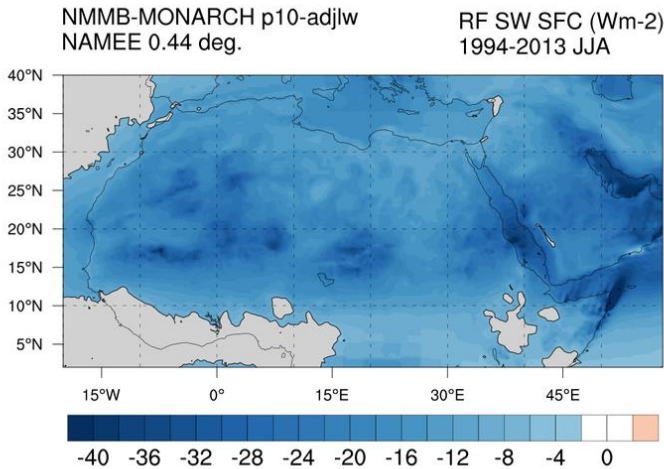 NMMB-MONARCH p10-adjlw
NAMEE 0.44 deg.
RF SW SFC (Wm-2)
1994-2013 JJA
40°N
35°N
30°N
25°N
20°N
15°N
10°N
5°N
15°W 0° 15°E 30°E 45°E
-40 -36 -32 -28 -24 -20 -16 -12 -8 -4 0